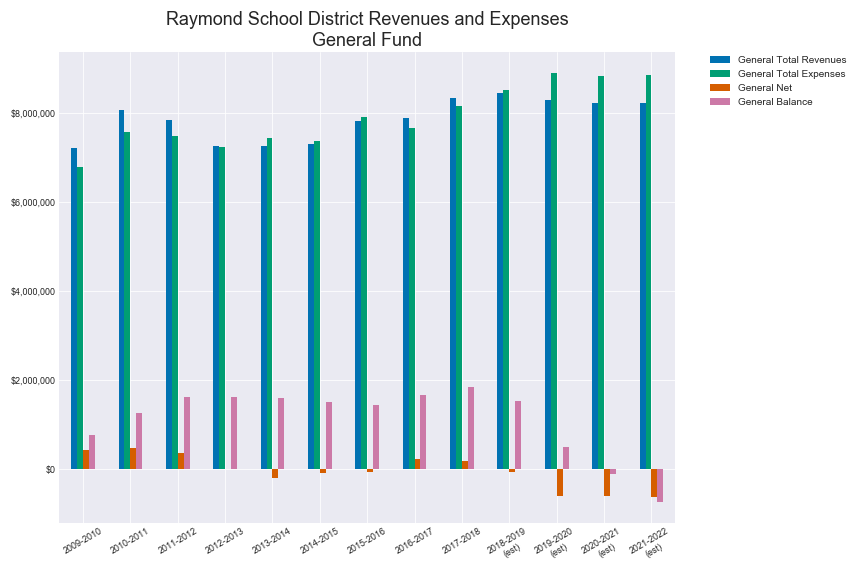 Raymond School District Revenues and Expenses
General Fund
General Total Revenues
General Total Expenses
General Net
General Balance
$8,000,000
$6,000,000
$4,000,000
$2,000,000
$0
2009-2010
2010-2011
2011-2012
2012-2013
2013-2014
2014-2015
2015-2016
2016-2017
2017-2018
2018-2019
(est)
2019-2020
(est)
2020-2021
(est)
2021-2022
(est)